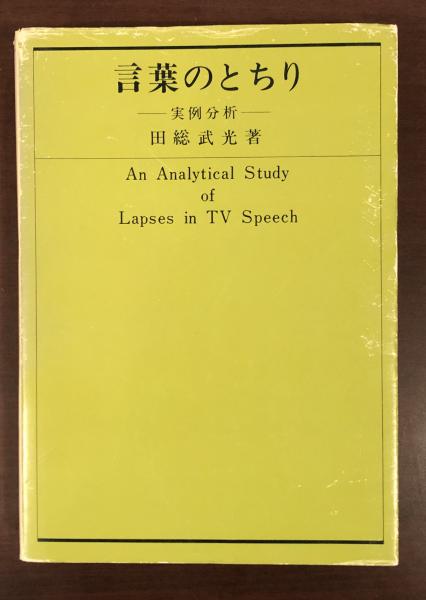 言葉のとちり
―実例分析―
田総武光著
An Analytical Study
of
Lapses in TV Speech